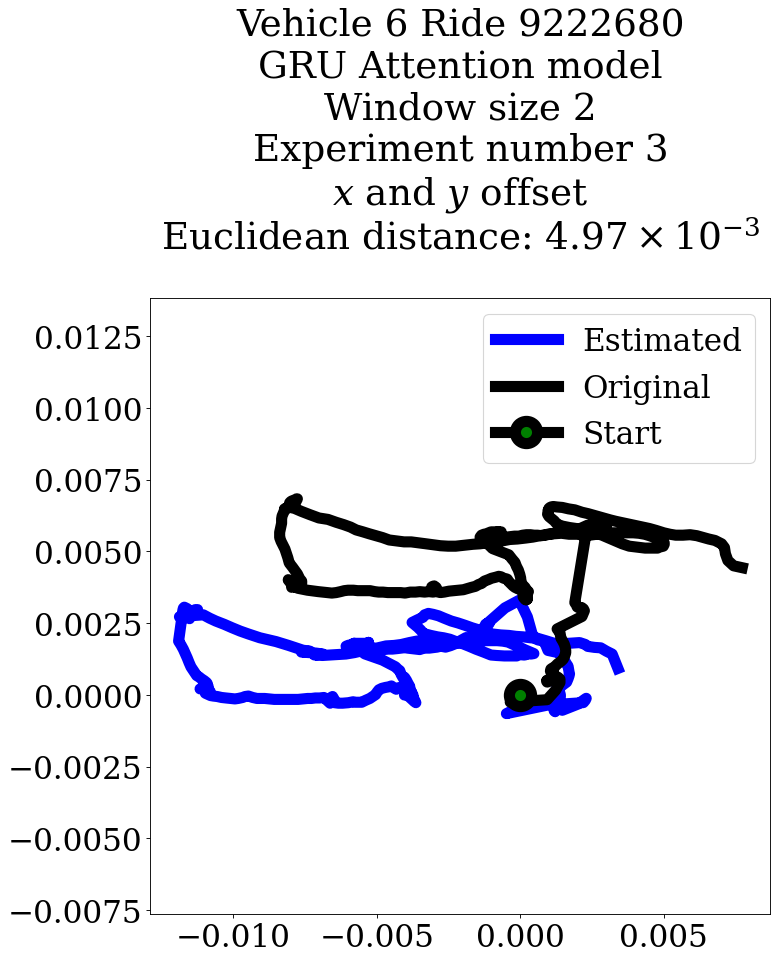 Vehicle 6 Ride 9222680
GRU Attention model
Window size 2
Experiment number 3
x and y offset
Euclidean distance: 4.97 × 10⁻³
Estimated
Original
Start
0.0125
0.0100
0.0075
0.0050
0.0025
0.0000
−0.0025
−0.0050
−0.0075
−0.010 −0.005 0.000 0.005